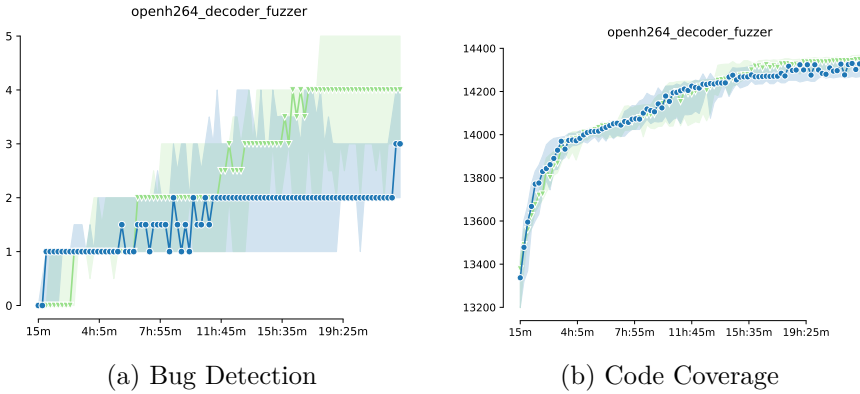 openh264_decoder_fuzzer
5
4
3
2
1
0
15m 4h:5m 7h:55m 11h:45m 15h:35m 19h:25m
(a) Bug Detection
openh264_decoder_fuzzer
14400
14200
14000
13800
13600
13400
13200
15m 4h:5m 7h:55m 11h:45m 15h:35m 19h:25m
(b) Code Coverage